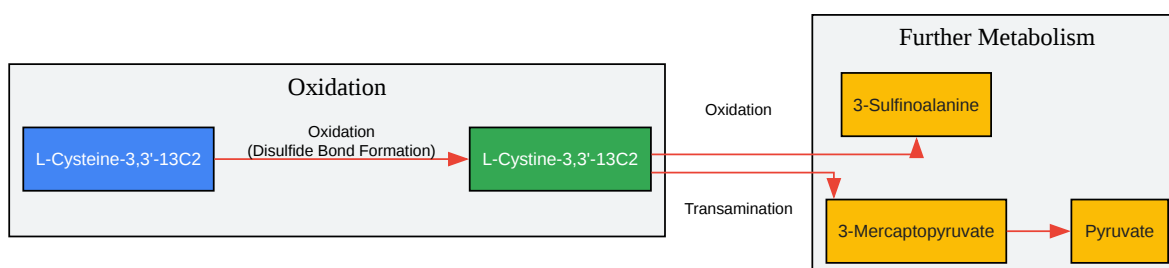 Oxidation
L-Cysteine-3,3'-13C2
Oxidation
(Disulfide Bond Formation)
L-Cystine-3,3'-13C2
Oxidation
Transamination
Further Metabolism
3-Sulfinoalanine
3-Mercaptopyruvate
Pyruvate